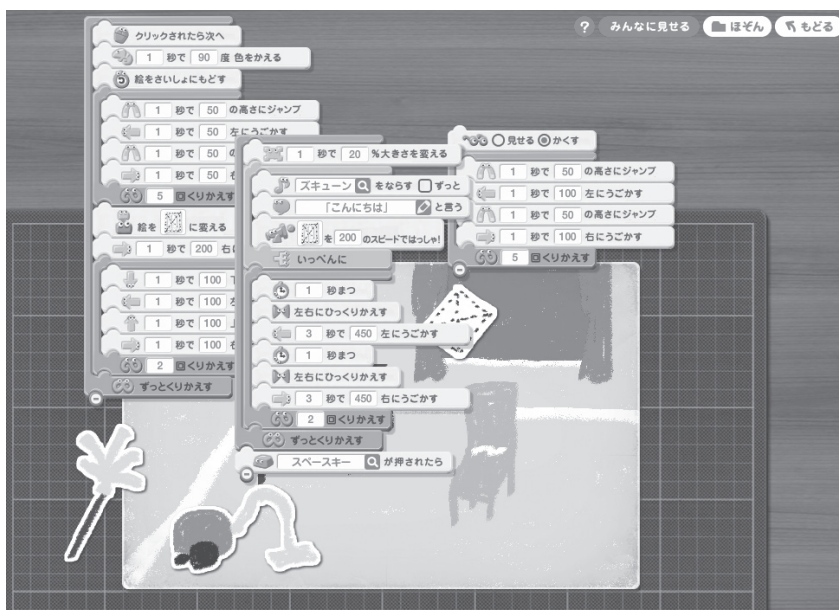 ? みんなに見せる ほぞん もどる
クリックされたら次へ
1 秒で 90 度 色をかえる
絵をさいしょにもどす
1 秒で 50 の高さにジャンプ
1 秒で 50 左にうごかす
1 秒で 50
1 秒で 50
5 回くりかえす
絵を に変える
1 秒で 200
1 秒で 100
1 秒で 100
1 秒で 100
1 秒で 100
2 回くりかえす
ずっとくりかえす
1 秒で 20 %大きさを変える
ズキューン をならす ずっと
「こんにちは」 と言う
を 200 のスピードではっしゃ!
いっぺんに
1 秒まつ
左右にひっくりかえす
3 秒で 450 左にうごかす
1 秒まつ
左右にひっくりかえす
3 秒で 450 右にうごかす
2 回くりかえす
ずっとくりかえす
スペースキー が押されたら
見せる かくす
1 秒で 50 の高さにジャンプ
1 秒で 100 左にうごかす
1 秒で 50 の高さにジャンプ
1 秒で 100 右にうごかす
5 回くりかえす